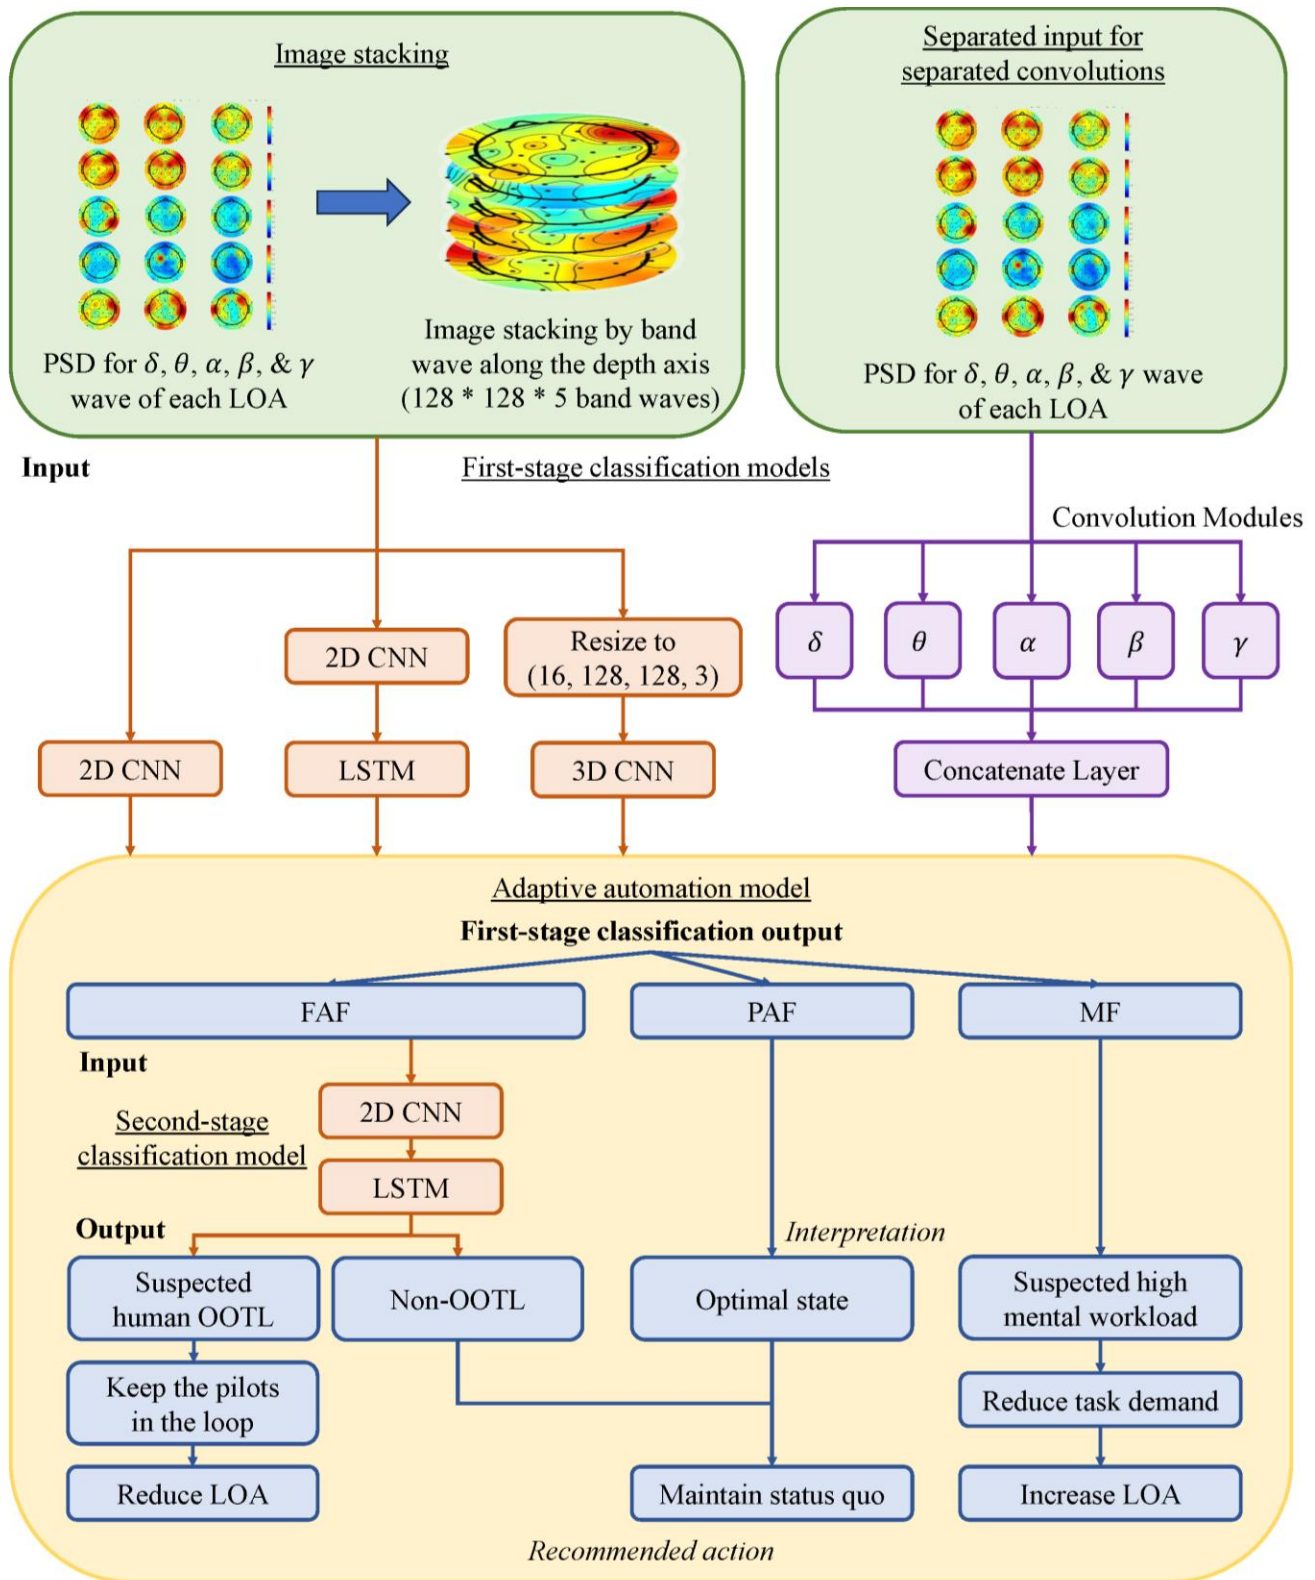 Image stacking
PSD for δ, θ, α, β, & γ
wave of each LOA
Image stacking by band
wave along the depth axis
(128 * 128 * 5 band waves)
Separated input for
separated convolutions
PSD for δ, θ, α, β, & γ wave
of each LOA
Input
First-stage classification models
Convolution Modules
2D CNN
Resize to
(16, 128, 128, 3)
δ
θ
α
β
γ
2D CNN
LSTM
3D CNN
Concatenate Layer
Adaptive automation model
First-stage classification output
FAF
PAF
MF
Input
2D CNN
Second-stage
classification model
LSTM
Output
Interpretation
Suspected
human OOTL
Non-OOTL
Optimal state
Suspected high
mental workload
Keep the pilots
in the loop
Reduce task demand
Reduce LOA
Maintain status quo
Increase LOA
Recommended action